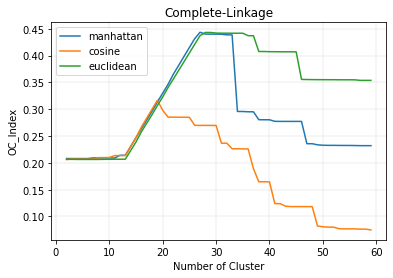 Complete-Linkage
manhattan
cosine
euclidean
OC_Index
0.45
0.40
0.35
0.30
0.25
0.20
0.15
0.10
0 10 20 30 40 50 60
Number of Cluster